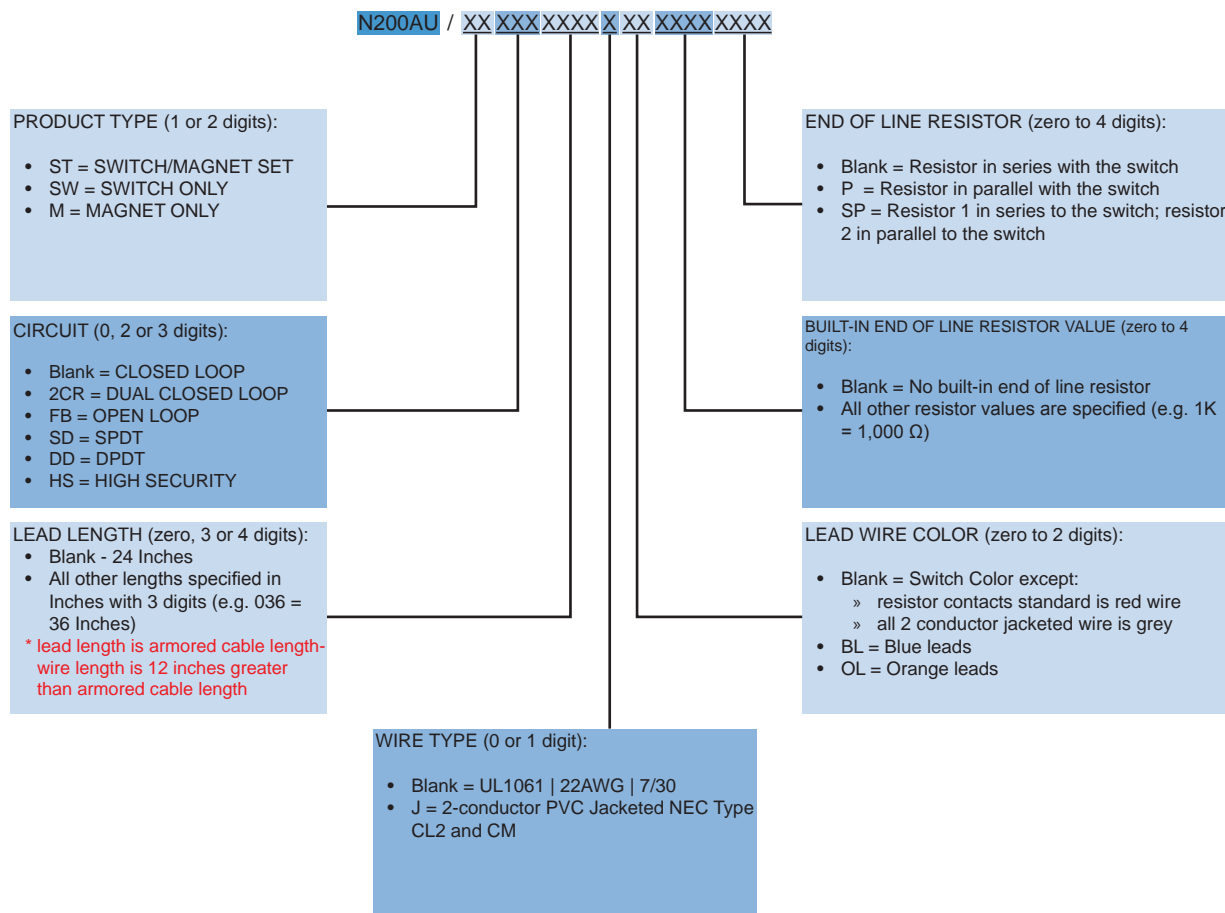 N200AU / XX XXX XXXX X XX XXXX XXXX
PRODUCT TYPE (1 or 2 digits):
• ST = SWITCH/MAGNET SET
• SW = SWITCH ONLY
• M = MAGNET ONLY
CIRCUIT (0, 2 or 3 digits):
• Blank = CLOSED LOOP
• 2CR = DUAL CLOSED LOOP
• FB = OPEN LOOP
• SD = SPDT
• DD = DPDT
• HS = HIGH SECURITY
LEAD LENGTH (zero, 3 or 4 digits):
• Blank - 24 Inches
• All other lengths specified in
Inches with 3 digits (e.g. 036 =
36 Inches)
* lead length is armored cable length-
wire length is 12 inches greater
than armored cable length
WIRE TYPE (0 or 1 digit):
• Blank = UL1061 | 22AWG | 7/30
• J = 2-conductor PVC Jacketed NEC Type
CL2 and CM
END OF LINE RESISTOR (zero to 4 digits):
• Blank = Resistor in series with the switch
• P = Resistor in parallel with the switch
• SP = Resistor 1 in series to the switch; resistor
2 in parallel to the switch
BUILT-IN END OF LINE RESISTOR VALUE (zero to 4
digits):
• Blank = No built-in end of line resistor
• All other resistor values are specified (e.g. 1K
= 1,000 Ω)
LEAD WIRE COLOR (zero to 2 digits):
• Blank = Switch Color except:
» resistor contacts standard is red wire
» all 2 conductor jacketed wire is grey
• BL = Blue leads
• OL = Orange leads